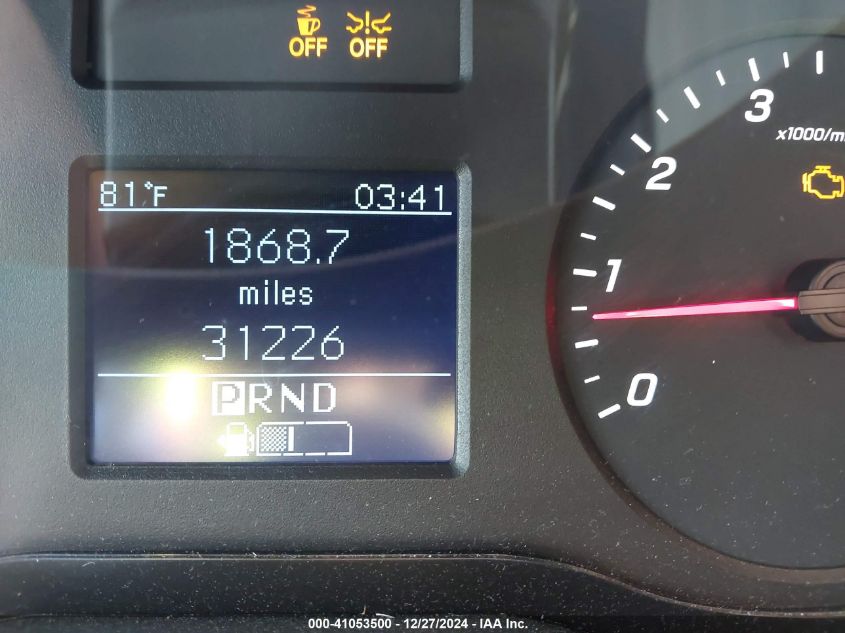 OFF OFF
3
x1000/m
2
81°F 03:41
1868.7
1
miles
31226
PRND
0
000-41053500 - 12/27/2024 - IAA Inc.